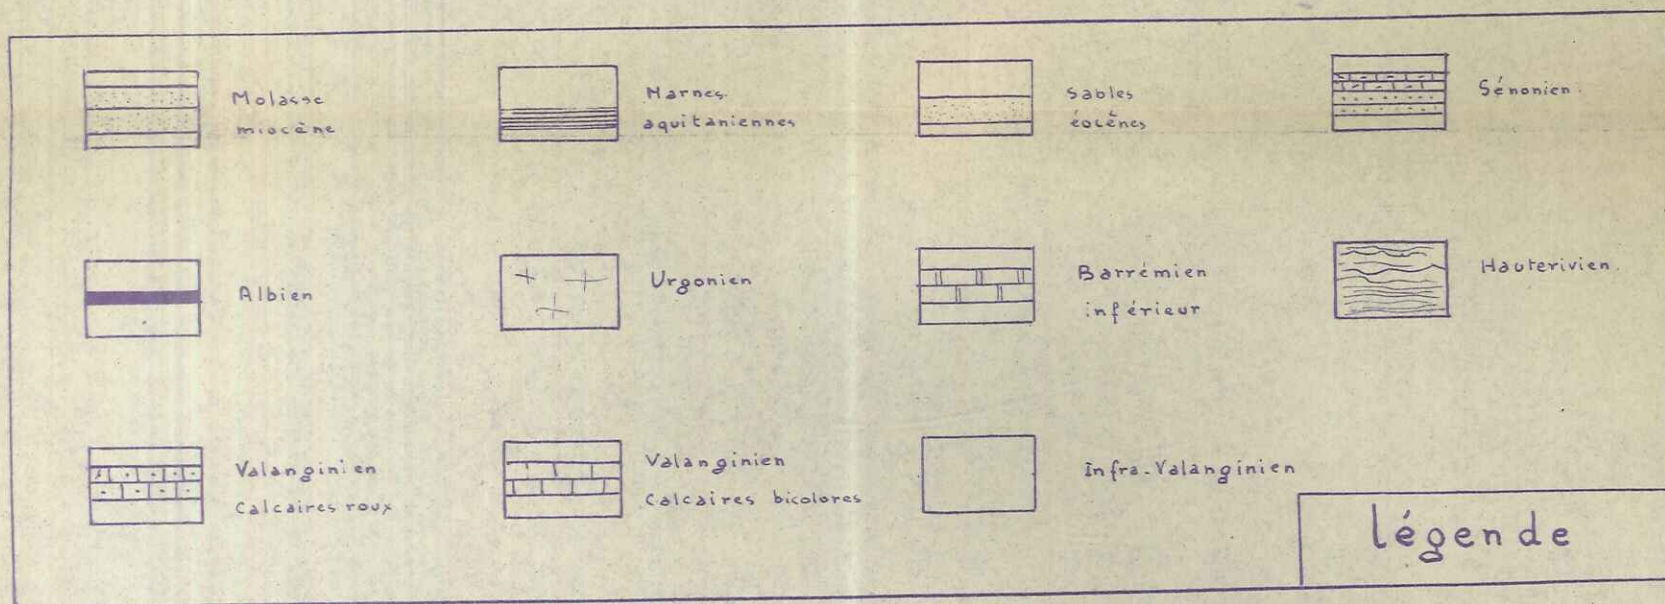 Molasse
miocène
Marnes.
aquitaniennes
Sables
éocènes
Sénonien.
Albien
Urgonien
Barrémien
inférieur
Hauterivien.
Valanginien
Calcaires roux
Valanginien
Calcaires bicolores
Infra-Valanginien
légende